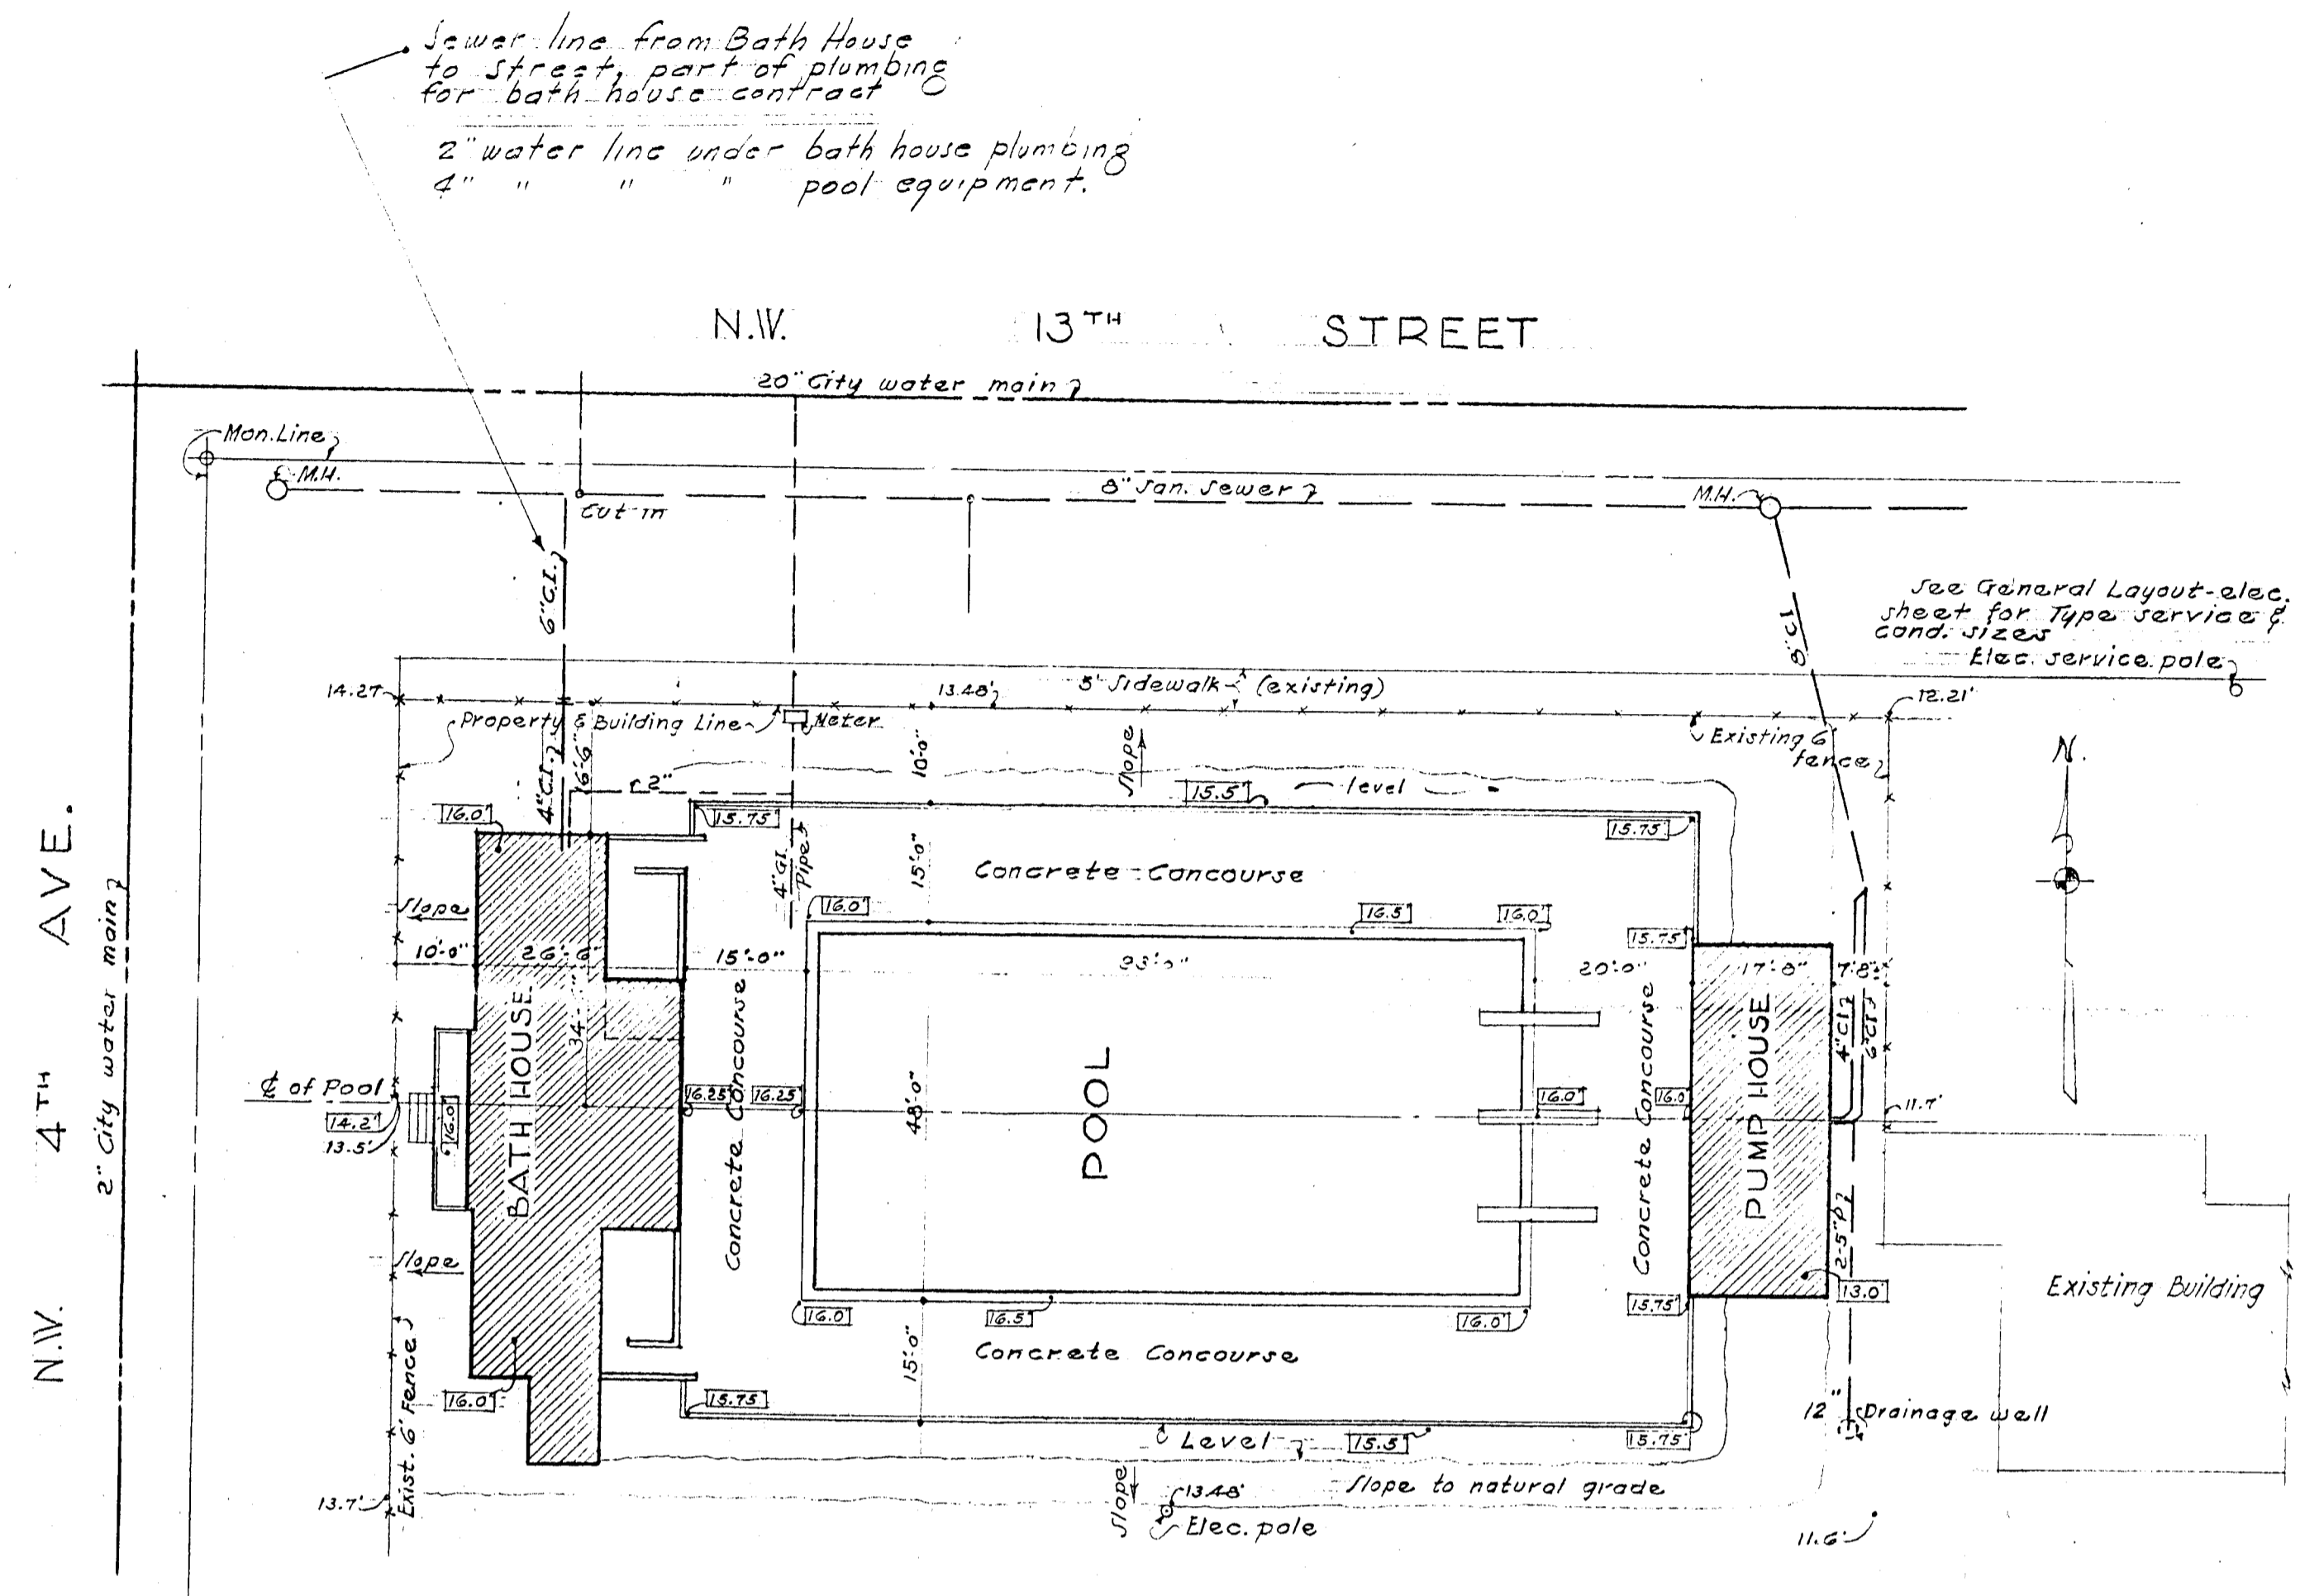 Sewer line from Bath House
to Street, part of plumbing
for bath house contract
2" water line under bath house plumbing
4" " " " pool equipment.
N.W. 13TH STREET
20" City water main
Mon. Line
M.H.
8" San. Sewer
M.H.
Cut in
6" C.I.
8" C.I.
See General Layout-elec.
sheet for Type service &
cond. sizes
Elec. service pole
14.27
13.48'
5' Sidewalk (existing)
12.21'
Property & Building Line
Meter
Existing 6'
fence
4" C.I.
16'-6"
10'-0"
Slope
N.
2"
15.5'
level
16.0'
15.75
15.75'
4" G.I.
Pipe
15'-0"
Concrete Concourse
Slope
16.0'
16.5'
16.0'
15.75'
10'-0"
26'-6"
15'-0"
20'-0"
17'-8"
7'-8"
BATH HOUSE
Concrete Concourse
48'-0"
POOL
Concrete Concourse
PUMP HOUSE
4" C.I.
6" C.I.
N.W. 4TH AVE.
2" City water main
℄ of Pool
14.2'
13.5'
16.0'
16.25
16.25
16.0'
16.0
11.7'
2-5" P
Slope
13.0'
Existing Building
16.0'
16.5'
16.0'
15.75'
15'-0"
Concrete Concourse
Exist. 6' Fence
16.0'
15.75
12" Drainage well
Level
15.5'
15.75'
Slope
13.48'
Slope to natural grade
13.7'
Elec. pole
11.6'